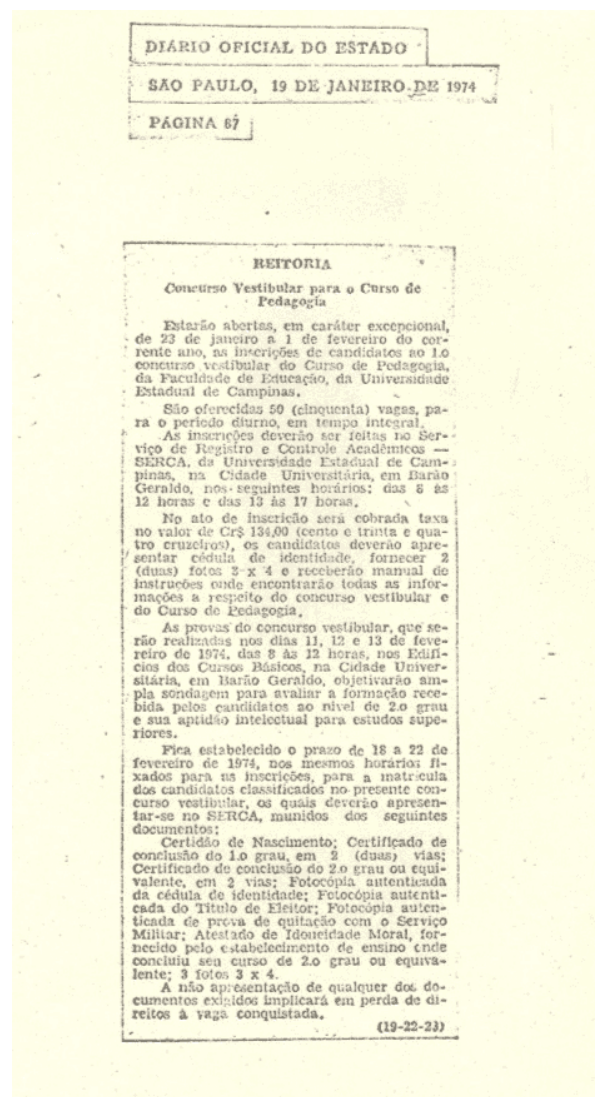 DIÁRIO OFICIAL DO ESTADO
SÃO PAULO, 19 DE JANEIRO DE 1974
PÁGINA 67
REITORIA
Concurso Vestibular para o Curso de
Pedagogia
Estarão abertas, em caráter excepcional,
de 23 de janeiro a 1 de fevereiro do cor-
rente ano, as inscrições de candidatos ao 1.o
concurso vestibular do Curso de Pedagogia,
da Faculdade de Educação, da Universidade
Estadual de Campinas.
São oferecidas 50 (cinquenta) vagas, pa-
ra o periodo diurno, em tempo integral.
As inscrições deverão ser feitas no Ser-
viço de Registro e Controle Acadêmicos —
SERCA, da Universidade Estadual de Cam-
pinas, na Cidade Universitária, em Barão
Geraldo, nos seguintes horários: das 8 às
12 horas e das 13 às 17 horas.
No ato de inscrição será cobrada taxa
no valor de Cr$ 134,00 (cento e trinta e qua-
tro cruzeiros), os candidatos deverão apre-
sentar cédula de identidade, fornecer 2
(duas) fotos 3 x 4 e receberão manual de
instruções onde encontrarão todas as infor-
mações a respeito do concurso vestibular e
do Curso de Pedagogia.
As provas do concurso vestibular, que se-
rão realizadas nos dias 11, 12 e 13 de feve-
reiro de 1974, das 8 às 12 horas, nos Edifí-
cios dos Cursos Básicos, na Cidade Univer-
sitária, em Barão Geraldo, objetivarão am-
pla sondagem para avaliar a formação rece-
bida pelos candidatos ao nivel de 2.o grau
e sua aptidão intelectual para estudos supe-
riores.
Fica estabelecido o prazo de 18 a 22 de
fevereiro de 1974, nos mesmos horários fi-
xados para as inscrições, para a matrícula
dos candidatos classificados no presente con-
curso vestibular, os quais deverão apresen-
tar-se no SERCA, munidos dos seguintes
documentos:
Certidão de Nascimento; Certificado de
conclusão do 1.o grau, em 2 (duas) vias;
Certificado de conclusão do 2.o grau ou equi-
valente, em 2 vias; Fotocópia autenticada
da cédula de identidade; Fotocópia autenti-
cada do Título de Eleitor; Fotocópia auten-
ticada de prova de quitação com o Serviço
Militar; Atestado de Idoneidade Moral, for-
necido pelo estabelecimento de ensino onde
concluiu seu curso de 2.o grau ou equiva-
lente; 3 fotos 3 x 4.
A não apresentação de qualquer dos do-
cumentos exigidos implicará em perda de di-
reitos à vaga conquistada.
(19-22-23)